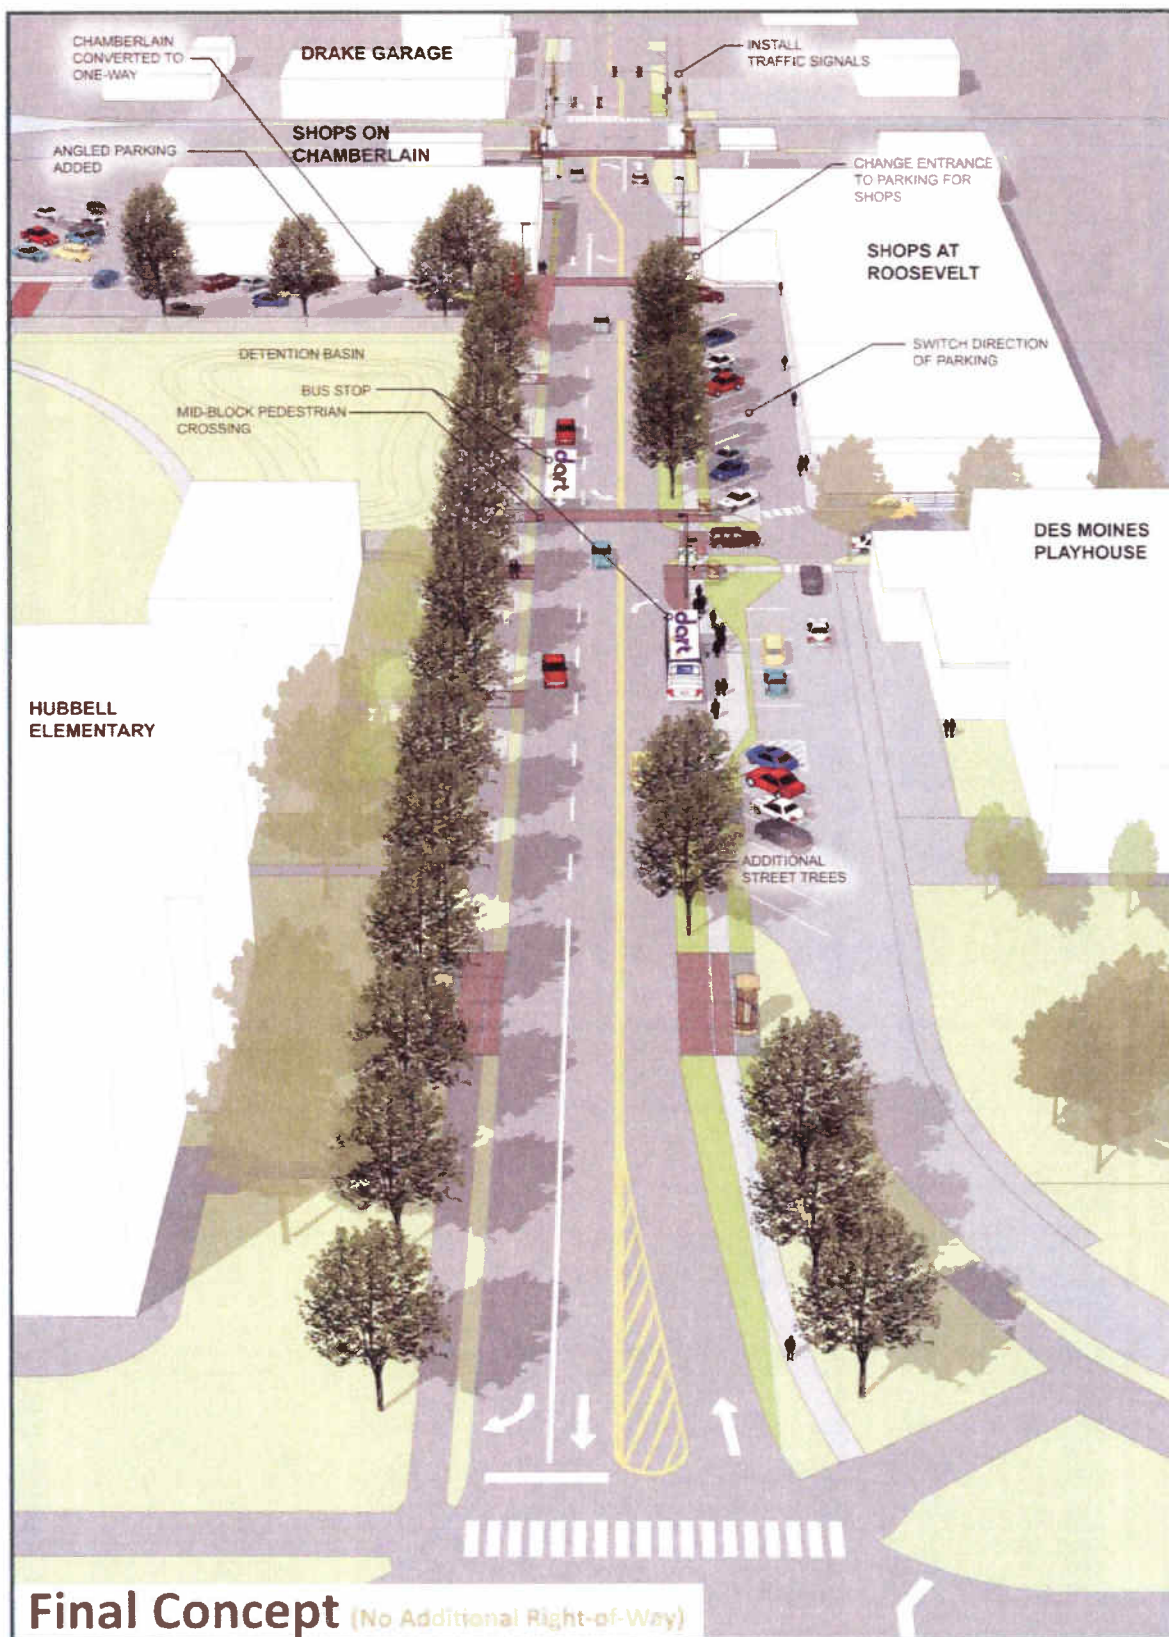 CHAMBERLAIN
CONVERTED TO
ONE-WAY
DRAKE GARAGE
INSTALL
TRAFFIC SIGNALS
SHOPS ON
CHAMBERLAIN
ANGLED PARKING
ADDED
CHANGE ENTRANCE
TO PARKING FOR
SHOPS
SHOPS AT
ROOSEVELT
SWITCH DIRECTION
OF PARKING
DETENTION BASIN
BUS STOP
MID-BLOCK PEDESTRIAN
CROSSING
dart
DES MOINES
PLAYHOUSE
dart
HUBBELL
ELEMENTARY
ADDITIONAL
STREET TREES
Final Concept (No Additional Right-of-Way)